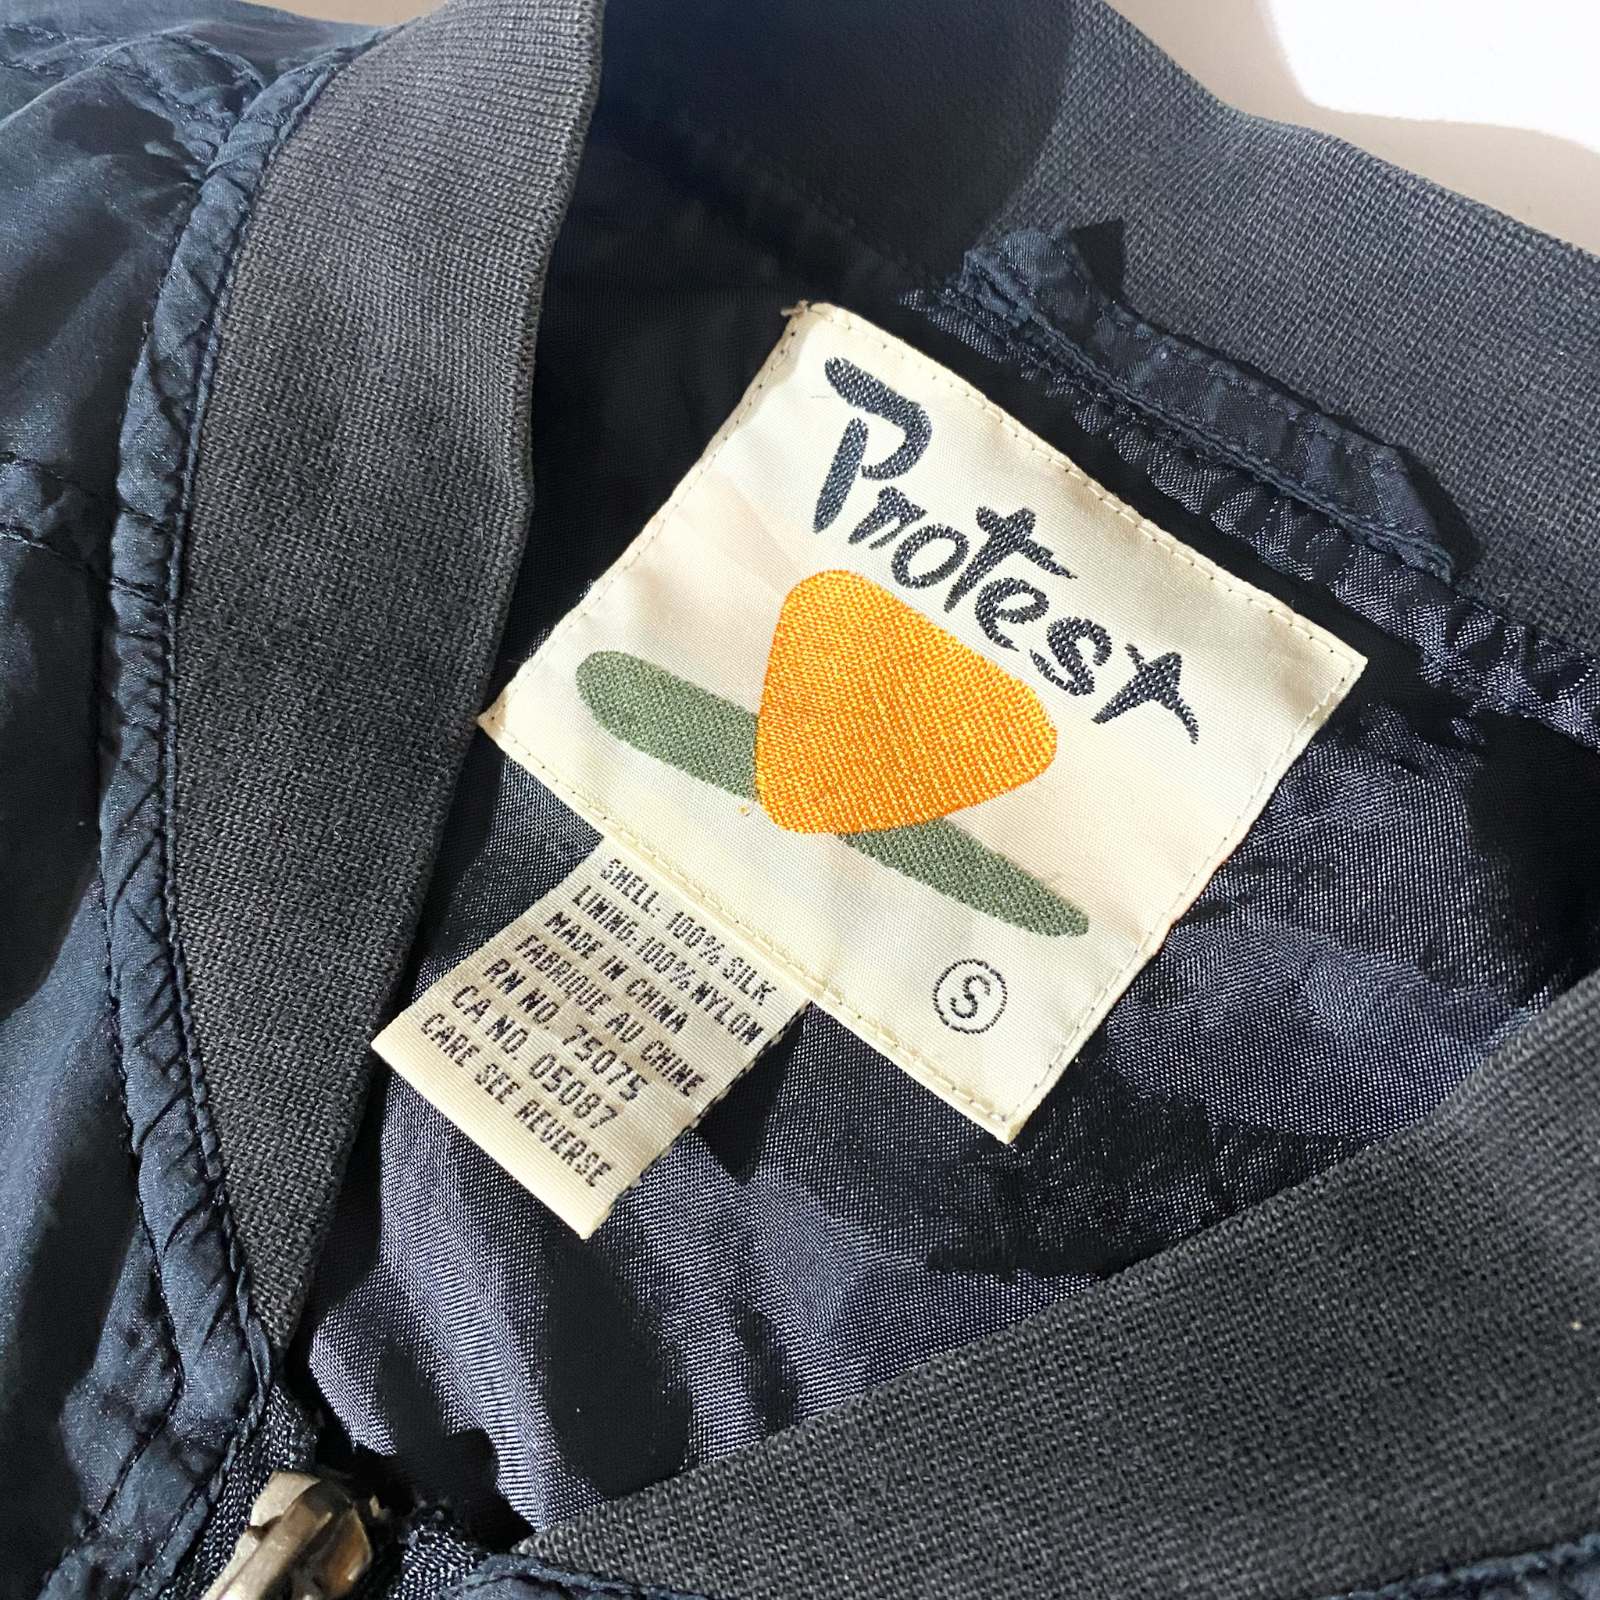 Protest
S
SHELL: 100% SILK
LINING: 100% NYLON
MADE IN CHINA
FABRIQUE AU CHINE
RN NO. 75075
CA NO. 05087
CARE SEE REVERSE